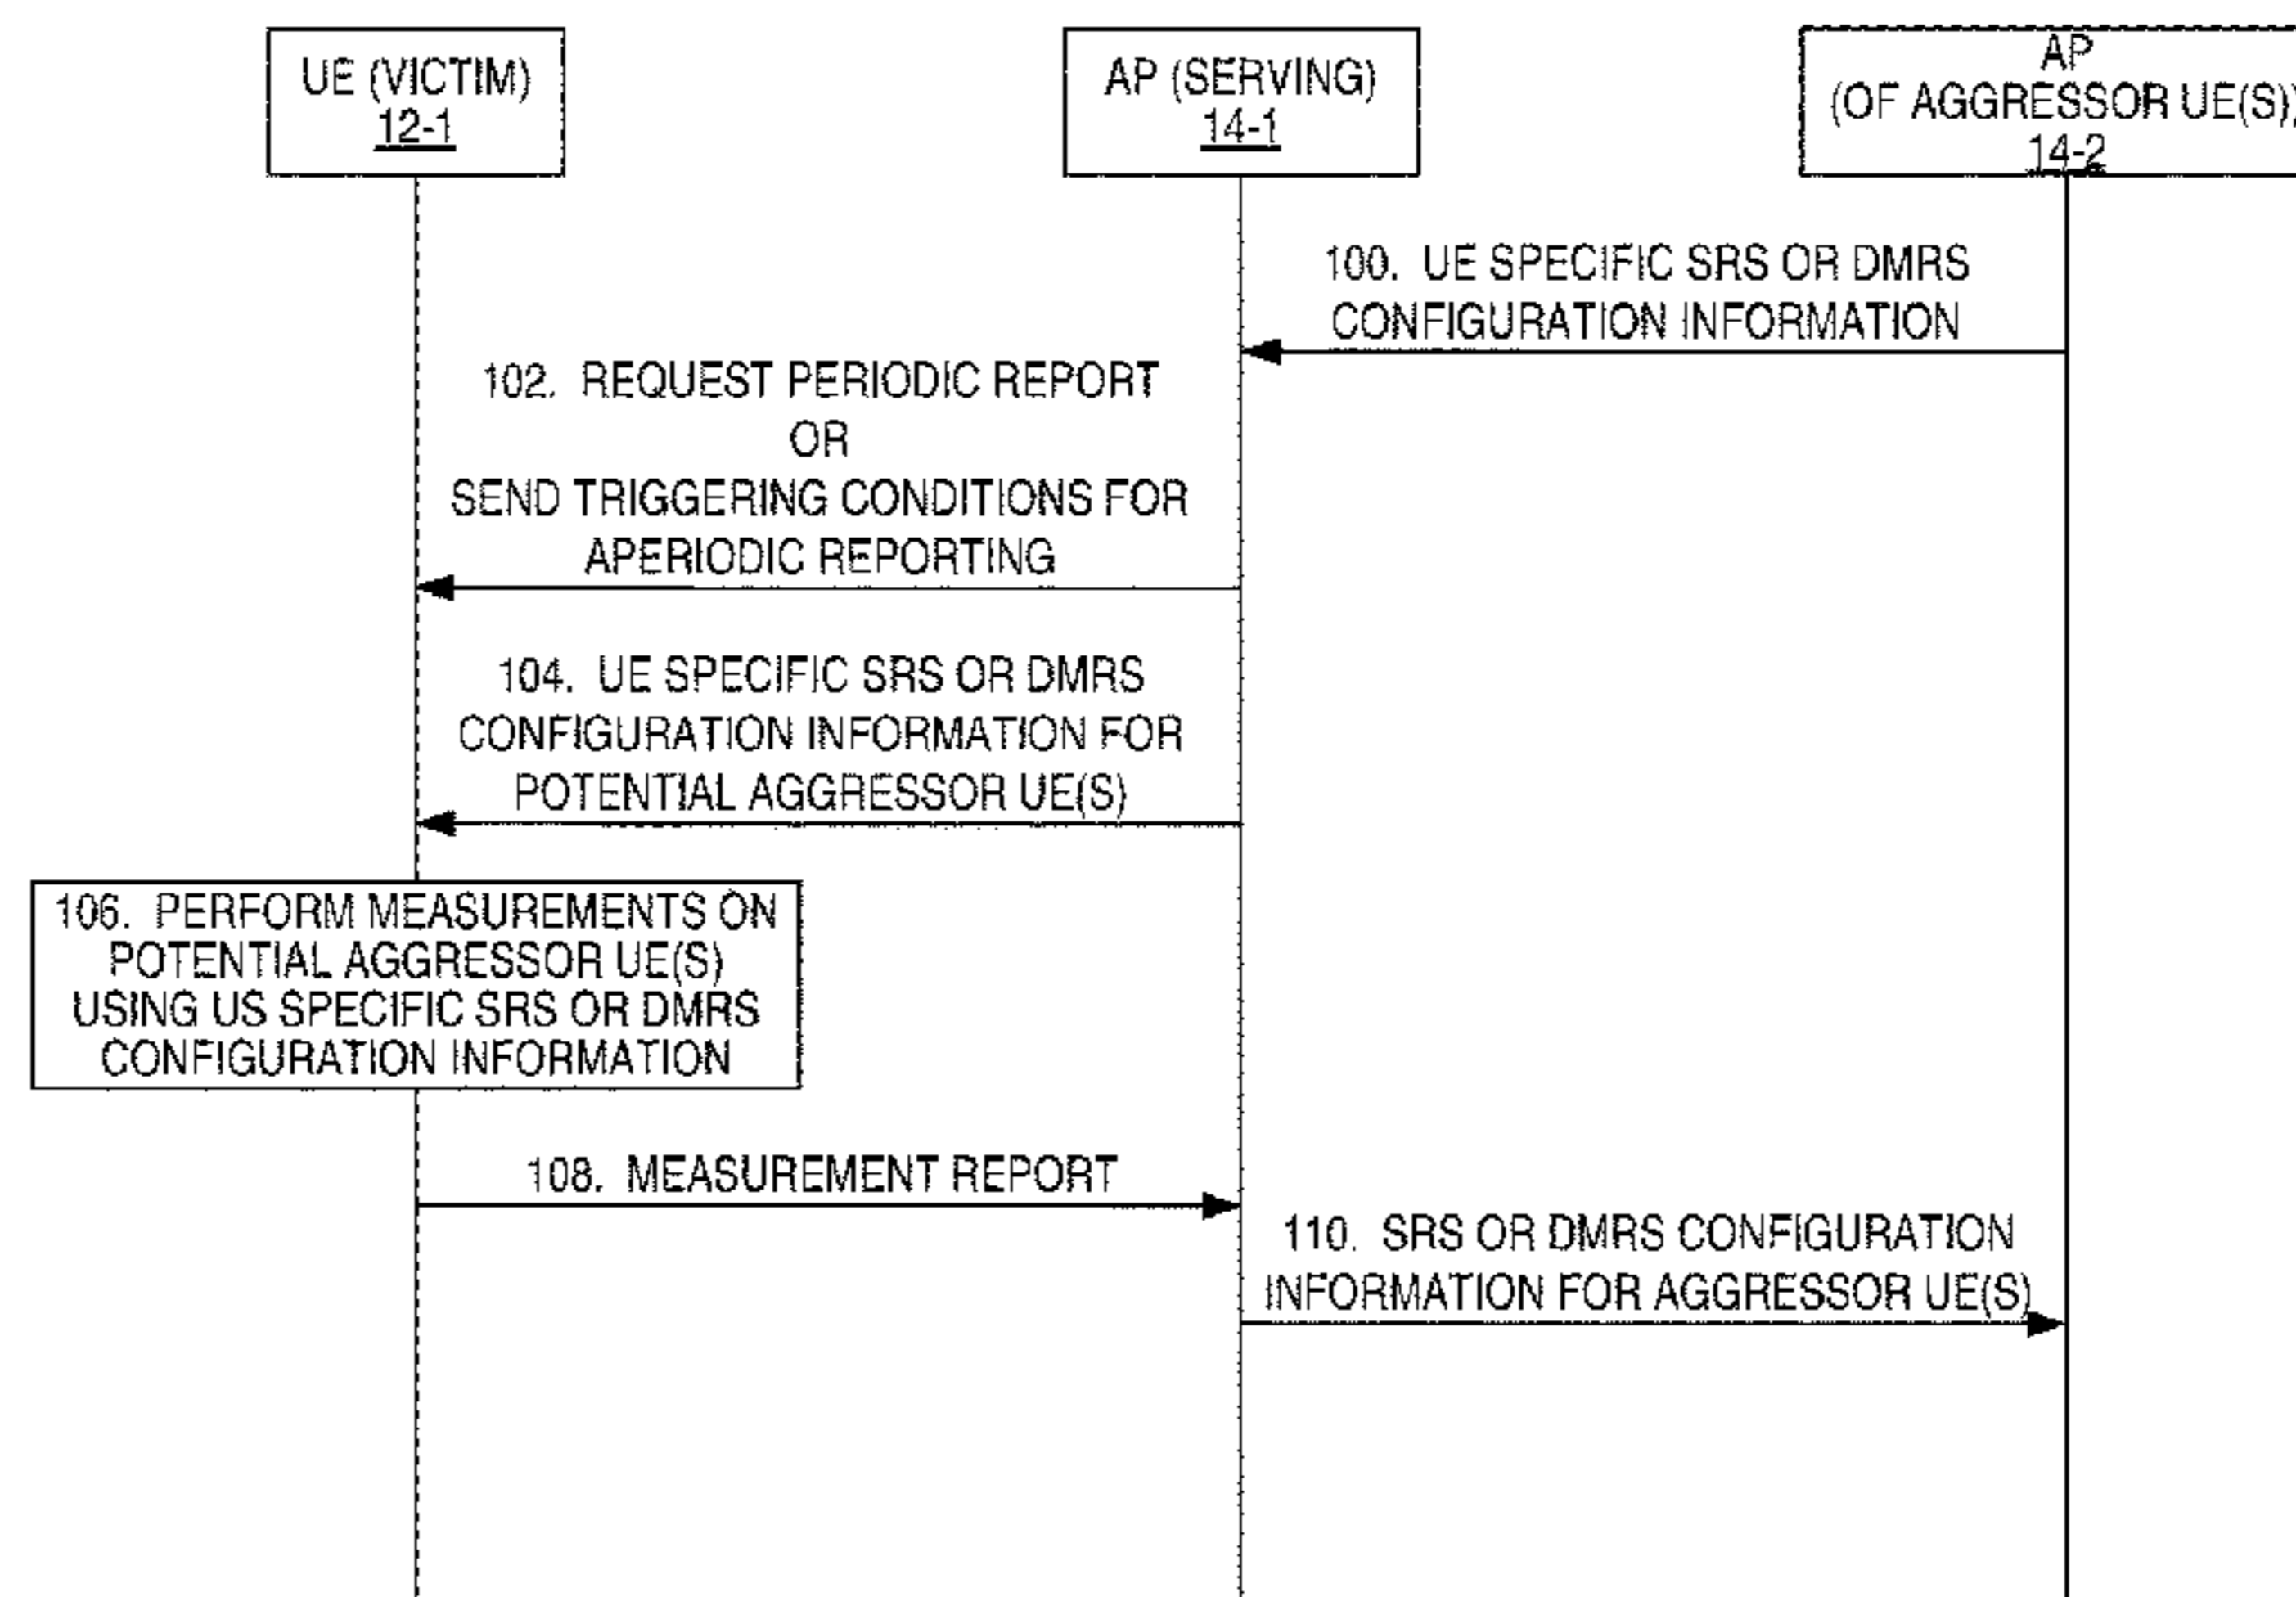 UE (VICTIM)
12-1
AP (SERVING)
14-1
AP
(OF AGGRESSOR UE(S))
14-2
100. UE SPECIFIC SRS OR DMRS
CONFIGURATION INFORMATION
102. REQUEST PERIODIC REPORT
OR
SEND TRIGGERING CONDITIONS FOR
APERIODIC REPORTING
104. UE SPECIFIC SRS OR DMRS
CONFIGURATION INFORMATION FOR
POTENTIAL AGGRESSOR UE(S)
106. PERFORM MEASUREMENTS ON
POTENTIAL AGGRESSOR UE(S)
USING US SPECIFIC SRS OR DMRS
CONFIGURATION INFORMATION
108. MEASUREMENT REPORT
110. SRS OR DMRS CONFIGURATION
INFORMATION FOR AGGRESSOR UE(S)